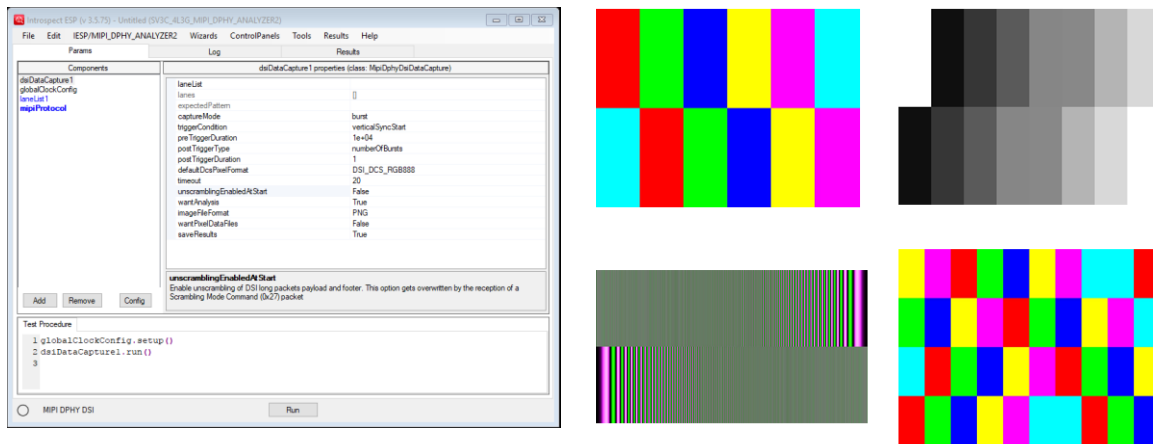 Introspect ESP (v 3.5.75) - Untitled (SV3C_4L3G_MIPI_DPHY_ANALYZER2)
File Edit IESP/MIPI_DPHY_ANALYZER2 Wizards ControlPanels Tools Results Help
Params Log Results
Components
dsiDataCapture1
globalClockConfig
laneList1
mipiProtocol
Add Remove Config
dsiDataCapture1 properties (class: MipiDphyDsiDataCapture)
laneList
lanes []
expectedPattern
captureMode burst
triggerCondition verticalSyncStart
preTriggerDuration 1e+04
postTriggerType numberOfBursts
postTriggerDuration 1
defaultDcsPixelFormat DSI_DCS_RGB888
timeout 20
unscramblingEnabledAtStart False
wantAnalysis True
imageFileFormat PNG
wantPixelDataFiles False
saveResults True
unscramblingEnabledAtStart
Enable unscrambling of DSI long packets payload and footer. This option gets overwritten by the reception of a
Scrambling Mode Command (0x27) packet
Test Procedure
1 globalClockConfig.setup()
2 dsiDataCapture1.run()
3
MIPI DPHY DSI Run